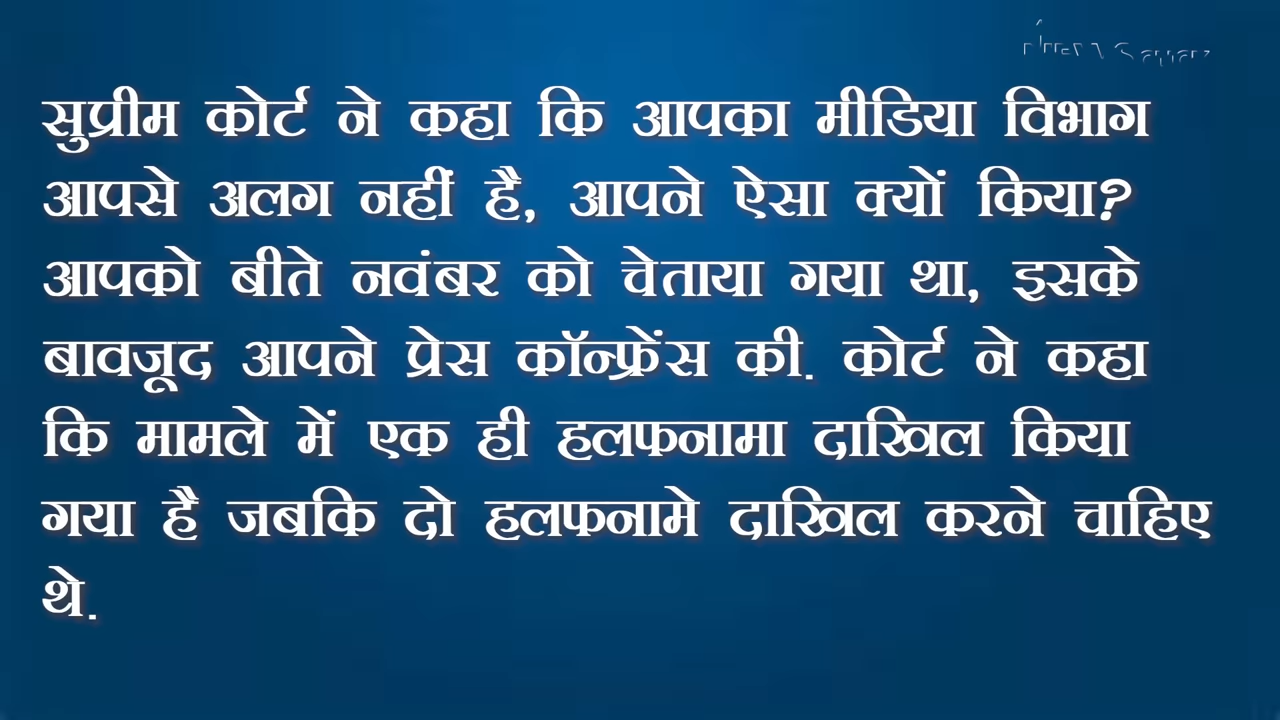 सुप्रीम कोर्ट ने कहा कि आपका मीडिया विभाग
आपसे अलग नहीं है, आपने ऐसा क्यों किया?
आपको बीते नवंबर को चेताया गया था, इसके
बावजूद आपने प्रेस कॉन्फ्रेंस की. कोर्ट ने कहा
कि मामले में एक ही हलफनामा दाखिल किया
गया है जबकि दो हलफनामे दाखिल करने चाहिए
थे.